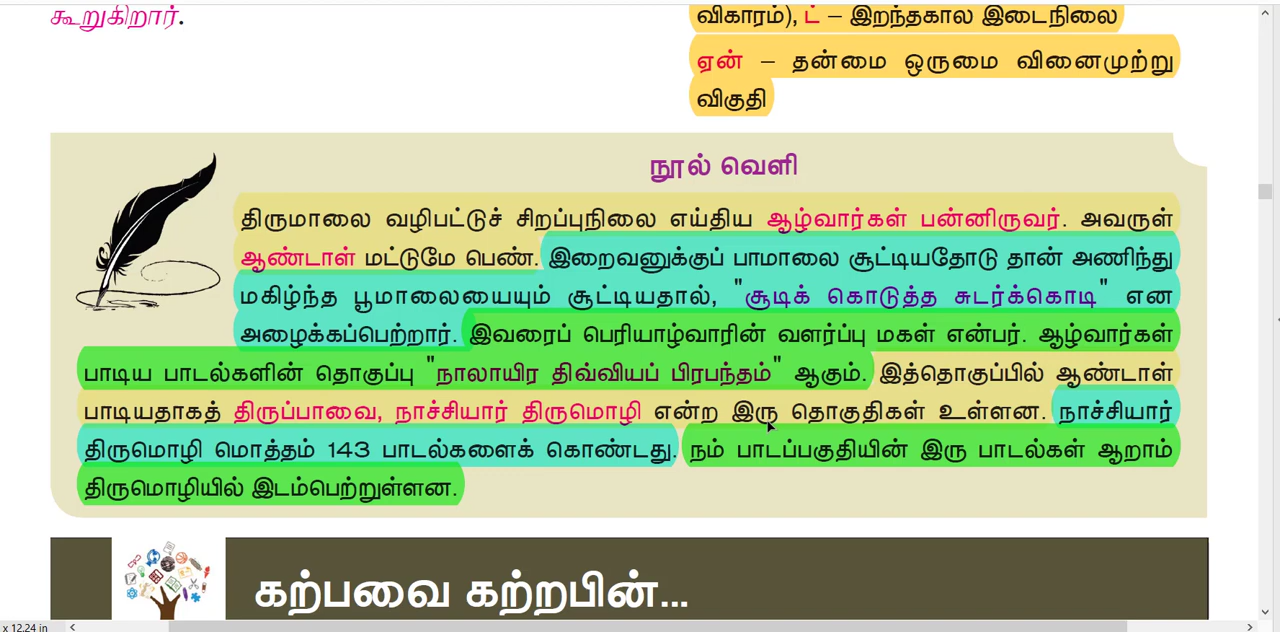 கூறுகிறார்.
விகாரம்), ட் – இறந்தகால இடைநிலை
ஏன் – தன்மை ஒருமை வினைமுற்று
விகுதி
நூல் வெளி
திருமாலை வழிபட்டுச் சிறப்புநிலை எய்திய ஆழ்வார்கள் பன்னிருவர். அவருள்
ஆண்டாள் மட்டுமே பெண். இறைவனுக்குப் பாமாலை சூட்டியதோடு தான் அணிந்து
மகிழ்ந்த பூமாலையையும் சூட்டியதால், "சூடிக் கொடுத்த சுடர்க்கொடி" என
அழைக்கப்பெற்றார். இவரைப் பெரியாழ்வாரின் வளர்ப்பு மகள் என்பர். ஆழ்வார்கள்
பாடிய பாடல்களின் தொகுப்பு "நாலாயிர திவ்வியப் பிரபந்தம்" ஆகும். இத்தொகுப்பில் ஆண்டாள்
பாடியதாகத் திருப்பாவை, நாச்சியார் திருமொழி என்ற இரு தொகுதிகள் உள்ளன. நாச்சியார்
திருமொழி மொத்தம் 143 பாடல்களைக் கொண்டது. நம் பாடப்பகுதியின் இரு பாடல்கள் ஆறாம்
திருமொழியில் இடம்பெற்றுள்ளன.
கற்பவை கற்றபின்...
x 12.24 in